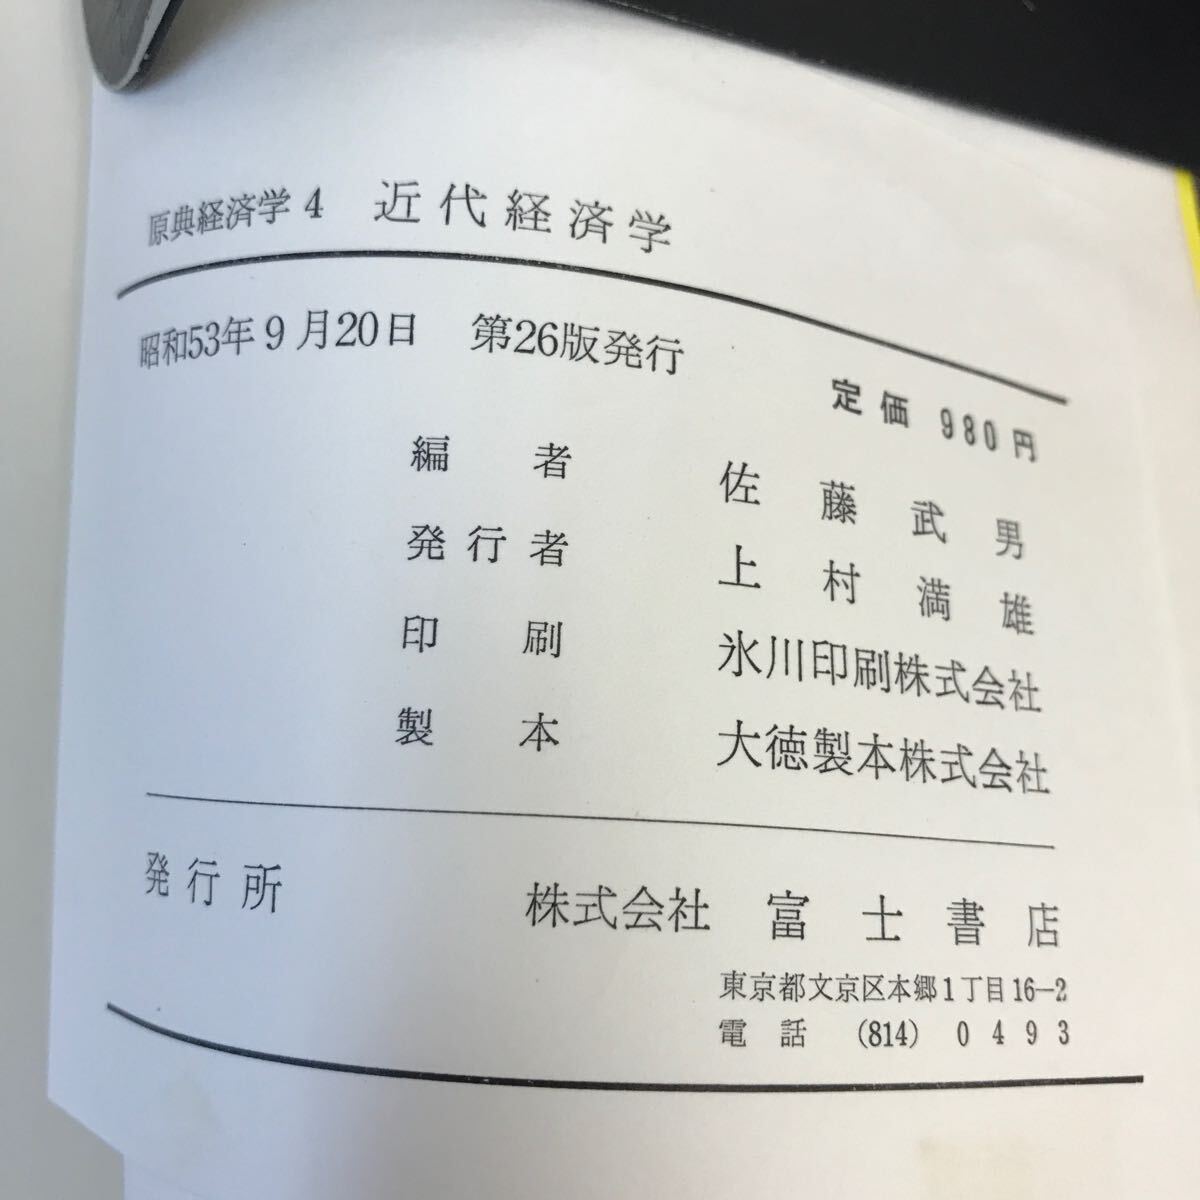 原典経済学4 近代経済学
昭和53年9月20日 第26版発行
定価 980円
編者 佐藤武男
発行者 上村満雄
印刷 氷川印刷株式会社
製本 大徳製本株式会社
発行所 株式会社 富士書店
東京都文京区本郷1丁目16-2
電話 (814) 0493